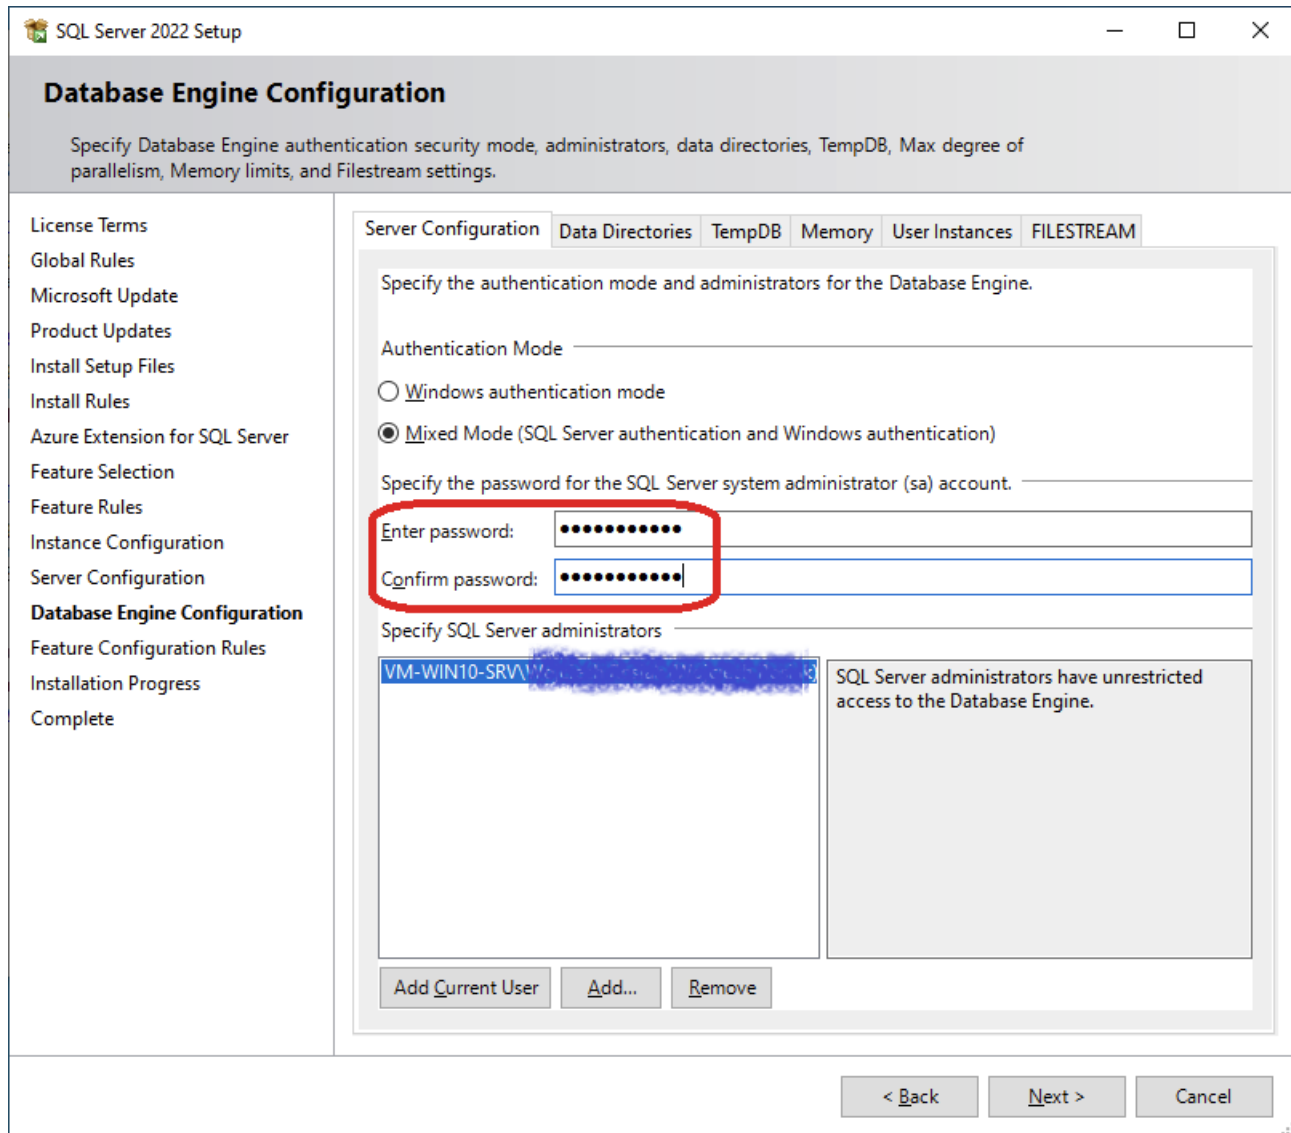 SQL Server 2022 Setup
Database Engine Configuration
Specify Database Engine authentication security mode, administrators, data directories, TempDB, Max degree of
parallelism, Memory limits, and Filestream settings.
License Terms
Global Rules
Microsoft Update
Product Updates
Install Setup Files
Install Rules
Azure Extension for SQL Server
Feature Selection
Feature Rules
Instance Configuration
Server Configuration
Database Engine Configuration
Feature Configuration Rules
Installation Progress
Complete
Server Configuration Data Directories TempDB Memory User Instances FILESTREAM
Specify the authentication mode and administrators for the Database Engine.
Authentication Mode
Windows authentication mode
Mixed Mode (SQL Server authentication and Windows authentication)
Specify the password for the SQL Server system administrator (sa) account.
Enter password: ●●●●●●●●●●●
Confirm password: ●●●●●●●●●●●
Specify SQL Server administrators
VM-WIN10-SRV\
SQL Server administrators have unrestricted
access to the Database Engine.
Add Current User Add... Remove
< Back Next > Cancel